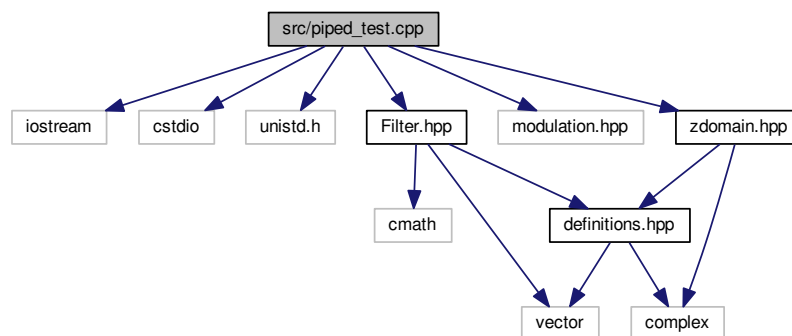 src/piped_test.cpp
iostream
cstdio
unistd.h
Filter.hpp
modulation.hpp
zdomain.hpp
cmath
definitions.hpp
vector
complex